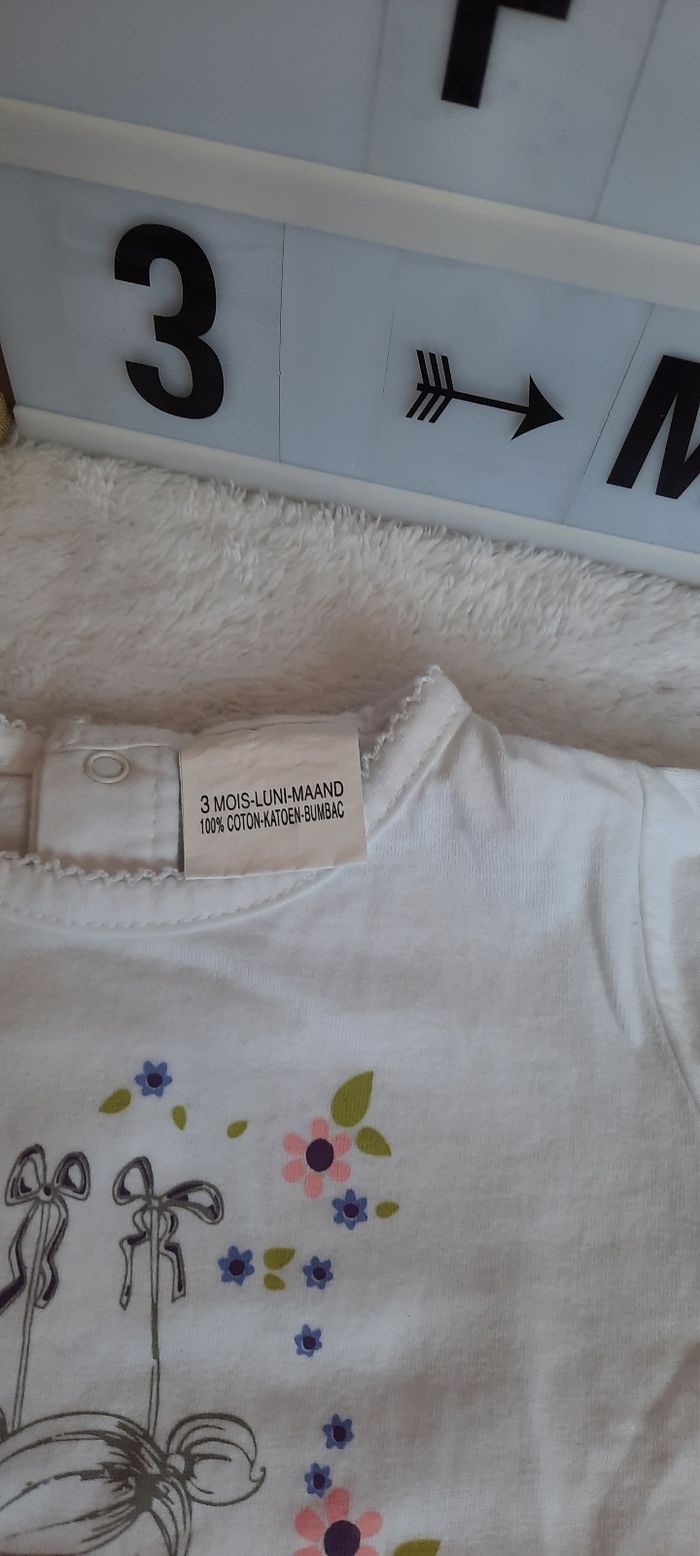 3 M
3 MOIS-LUNI-MAAND
100% COTON-KATOEN-BUMBAC